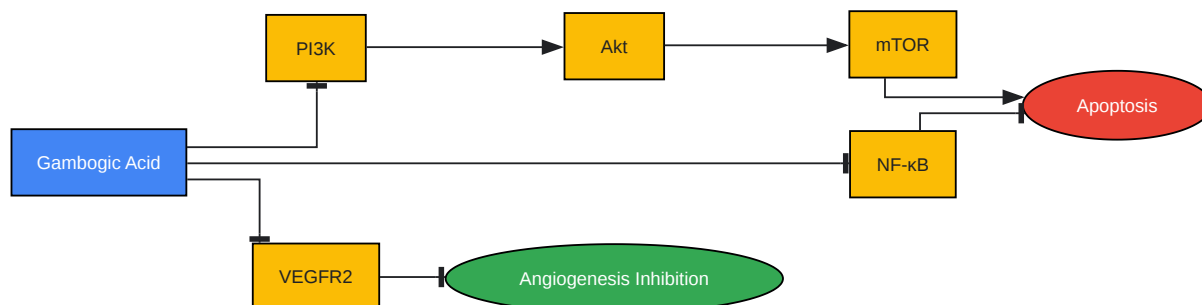 PI3K
Akt
mTOR
Apoptosis
Gambogic Acid
NF-κB
VEGFR2
Angiogenesis Inhibition